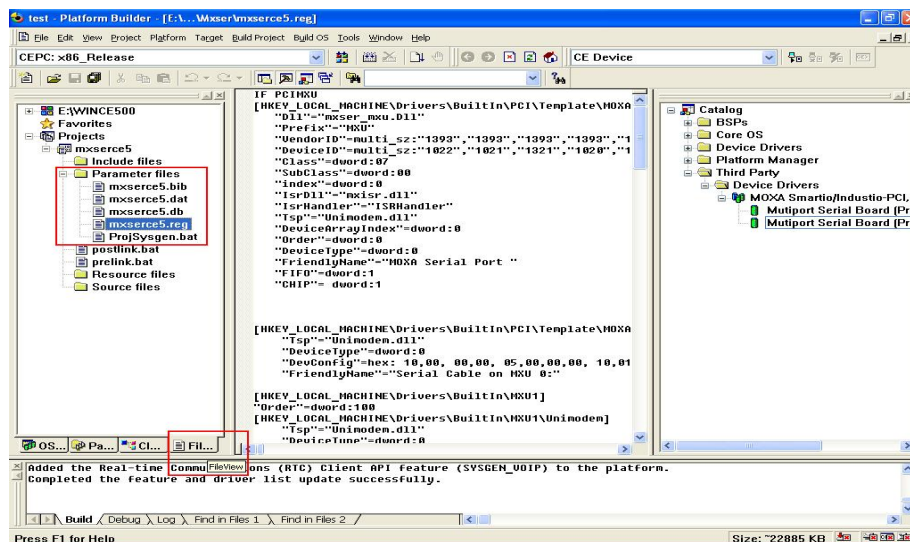 test - Platform Builder - [E:\...\Mxser\mxserce5.reg]
File Edit View Project Platform Target Build Project Build OS Tools Window Help
CEPC: x86_Release
CE Device
E:\WINCE500
Favorites
Projects
mxserce5
Include files
Parameter files
mxserce5.bib
mxserce5.dat
mxserce5.db
mxserce5.reg
ProjSysgen.bat
postlink.bat
prelink.bat
Resource files
Source files
OS... Pa... Cl... Fil...
FileView
IF PCIMXU
[HKEY_LOCAL_MACHINE\Drivers\BuiltIn\PCI\Template\MOXA
"Dll"="mxser_mxu.Dll"
"Prefix"="MXU"
"VendorID"=multi_sz:"1393","1393","1393","1393","1
"DeviceID"=multi_sz:"1022","1021","1321","1020","1
"Class"=dword:07
"SubClass"=dword:00
"index"=dword:0
"IsrDll"="mxisr.dll"
"IsrHandler"="ISRHandler"
"Tsp"="Unimodem.dll"
"DeviceArrayIndex"=dword:0
"Order"=dword:0
"DeviceType"=dword:0
"FriendlyName"="MOXA Serial Port "
"FIFO"=dword:1
"CHIP"= dword:1
[HKEY_LOCAL_MACHINE\Drivers\BuiltIn\PCI\Template\MOXA
"Tsp"="Unimodem.dll"
"DeviceType"=dword:0
"DevConfig"=hex: 10,00, 00,00, 05,00,00,00, 10,01
"FriendlyName"="Serial Cable on MXU 0:"
[HKEY_LOCAL_MACHINE\Drivers\BuiltIn\MXU1]
"Order"=dword:100
[HKEY_LOCAL_MACHINE\Drivers\BuiltIn\MXU1\Unimodem]
"Tsp"="Unimodem.dll"
"DeviceType"=dword:0
Catalog
BSPs
Core OS
Device Drivers
Platform Manager
Third Party
Device Drivers
MOXA Smartio/Industio-PCI,
Mutiport Serial Board (Pr
Mutiport Serial Board (Pr
Added the Real-time Commu ons (RTC) Client API feature (SYSGEN_VOIP) to the platform.
Completed the feature and driver list update successfully.
Build Debug Log Find in Files 1 Find in Files 2
Press F1 for Help
Size: ~22885 KB